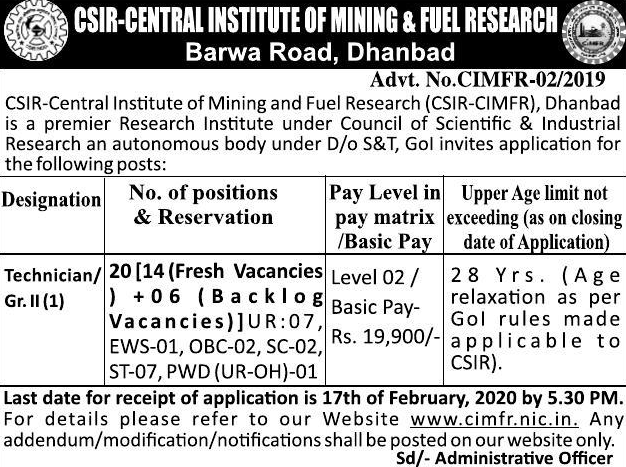 CSIR-CENTRAL INSTITUTE OF MINING & FUEL RESEARCH
Barwa Road, Dhanbad
Advt. No.CIMFR-02/2019
CSIR-Central Institute of Mining and Fuel Research (CSIR-CIMFR), Dhanbad
is a premier Research Institute under Council of Scientific & Industrial
Research an autonomous body under D/o S&T, GoI invites application for
the following posts:
Designation
No. of positions
& Reservation
Pay Level in
pay matrix
/Basic Pay
Upper Age limit not
exceeding (as on closing
date of Application)
Technician/
Gr. II (1)
20 [14 (Fresh Vacancies
) +06 (Backlog
Vacancies)] UR: 07,
EWS-01, OBC-02, SC-02,
ST-07, PWD (UR-OH)-01
Level 02 /
Basic Pay-
Rs. 19,900/-
28 Yrs. (Age
relaxation as per
GoI rules made
applicable to
CSIR).
Last date for receipt of application is 17th of February, 2020 by 5.30 PM.
For details please refer to our Website www.cimfr.nic.in. Any
addendum/modification/notifications shall be posted on our website only.
Sd/- Administrative Officer